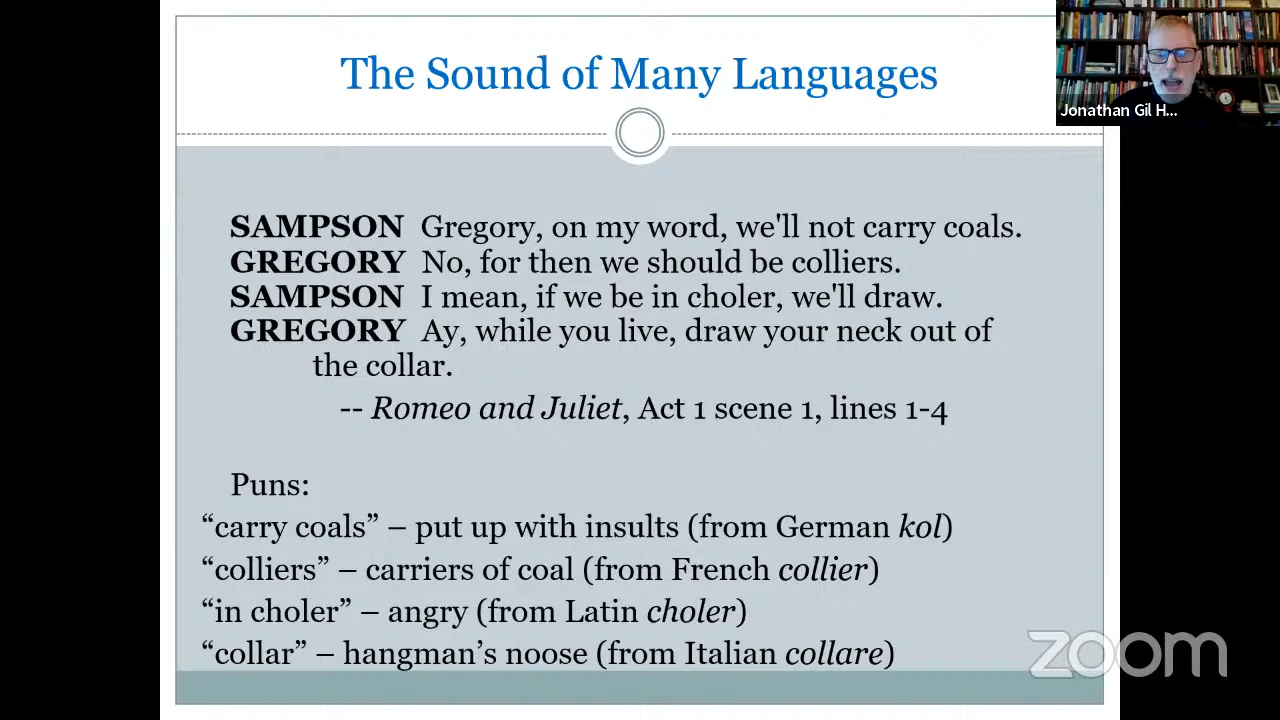 The Sound of Many Languages
Jonathan Gil H...
SAMPSON Gregory, on my word, we'll not carry coals.
GREGORY No, for then we should be colliers.
SAMPSON I mean, if we be in choler, we'll draw.
GREGORY Ay, while you live, draw your neck out of
the collar.
-- Romeo and Juliet, Act 1 scene 1, lines 1-4
Puns:
“carry coals” – put up with insults (from German kol)
“colliers” – carriers of coal (from French collier)
“in choler” – angry (from Latin choler)
“collar” – hangman’s noose (from Italian collare)
zoom